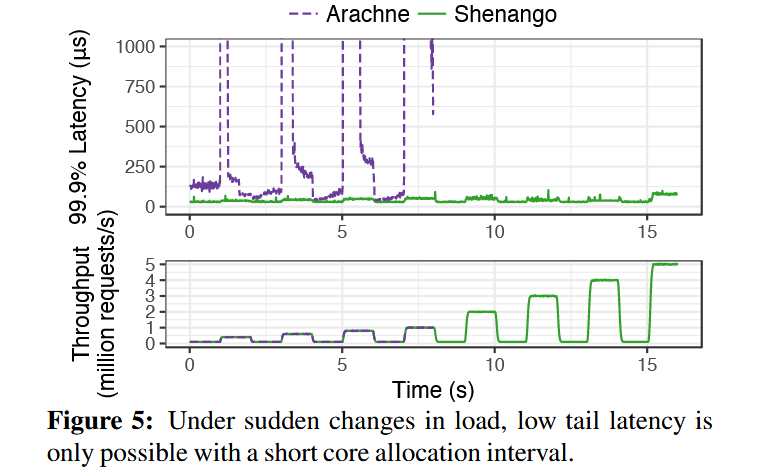 Arachne Shenango
99.9% Latency (µs)
1000
750
500
250
0
0 5 10 15
Throughput
(million requests/s)
5
4
3
2
1
0
0 5 10 15
Time (s)
Figure 5: Under sudden changes in load, low tail latency is
only possible with a short core allocation interval.